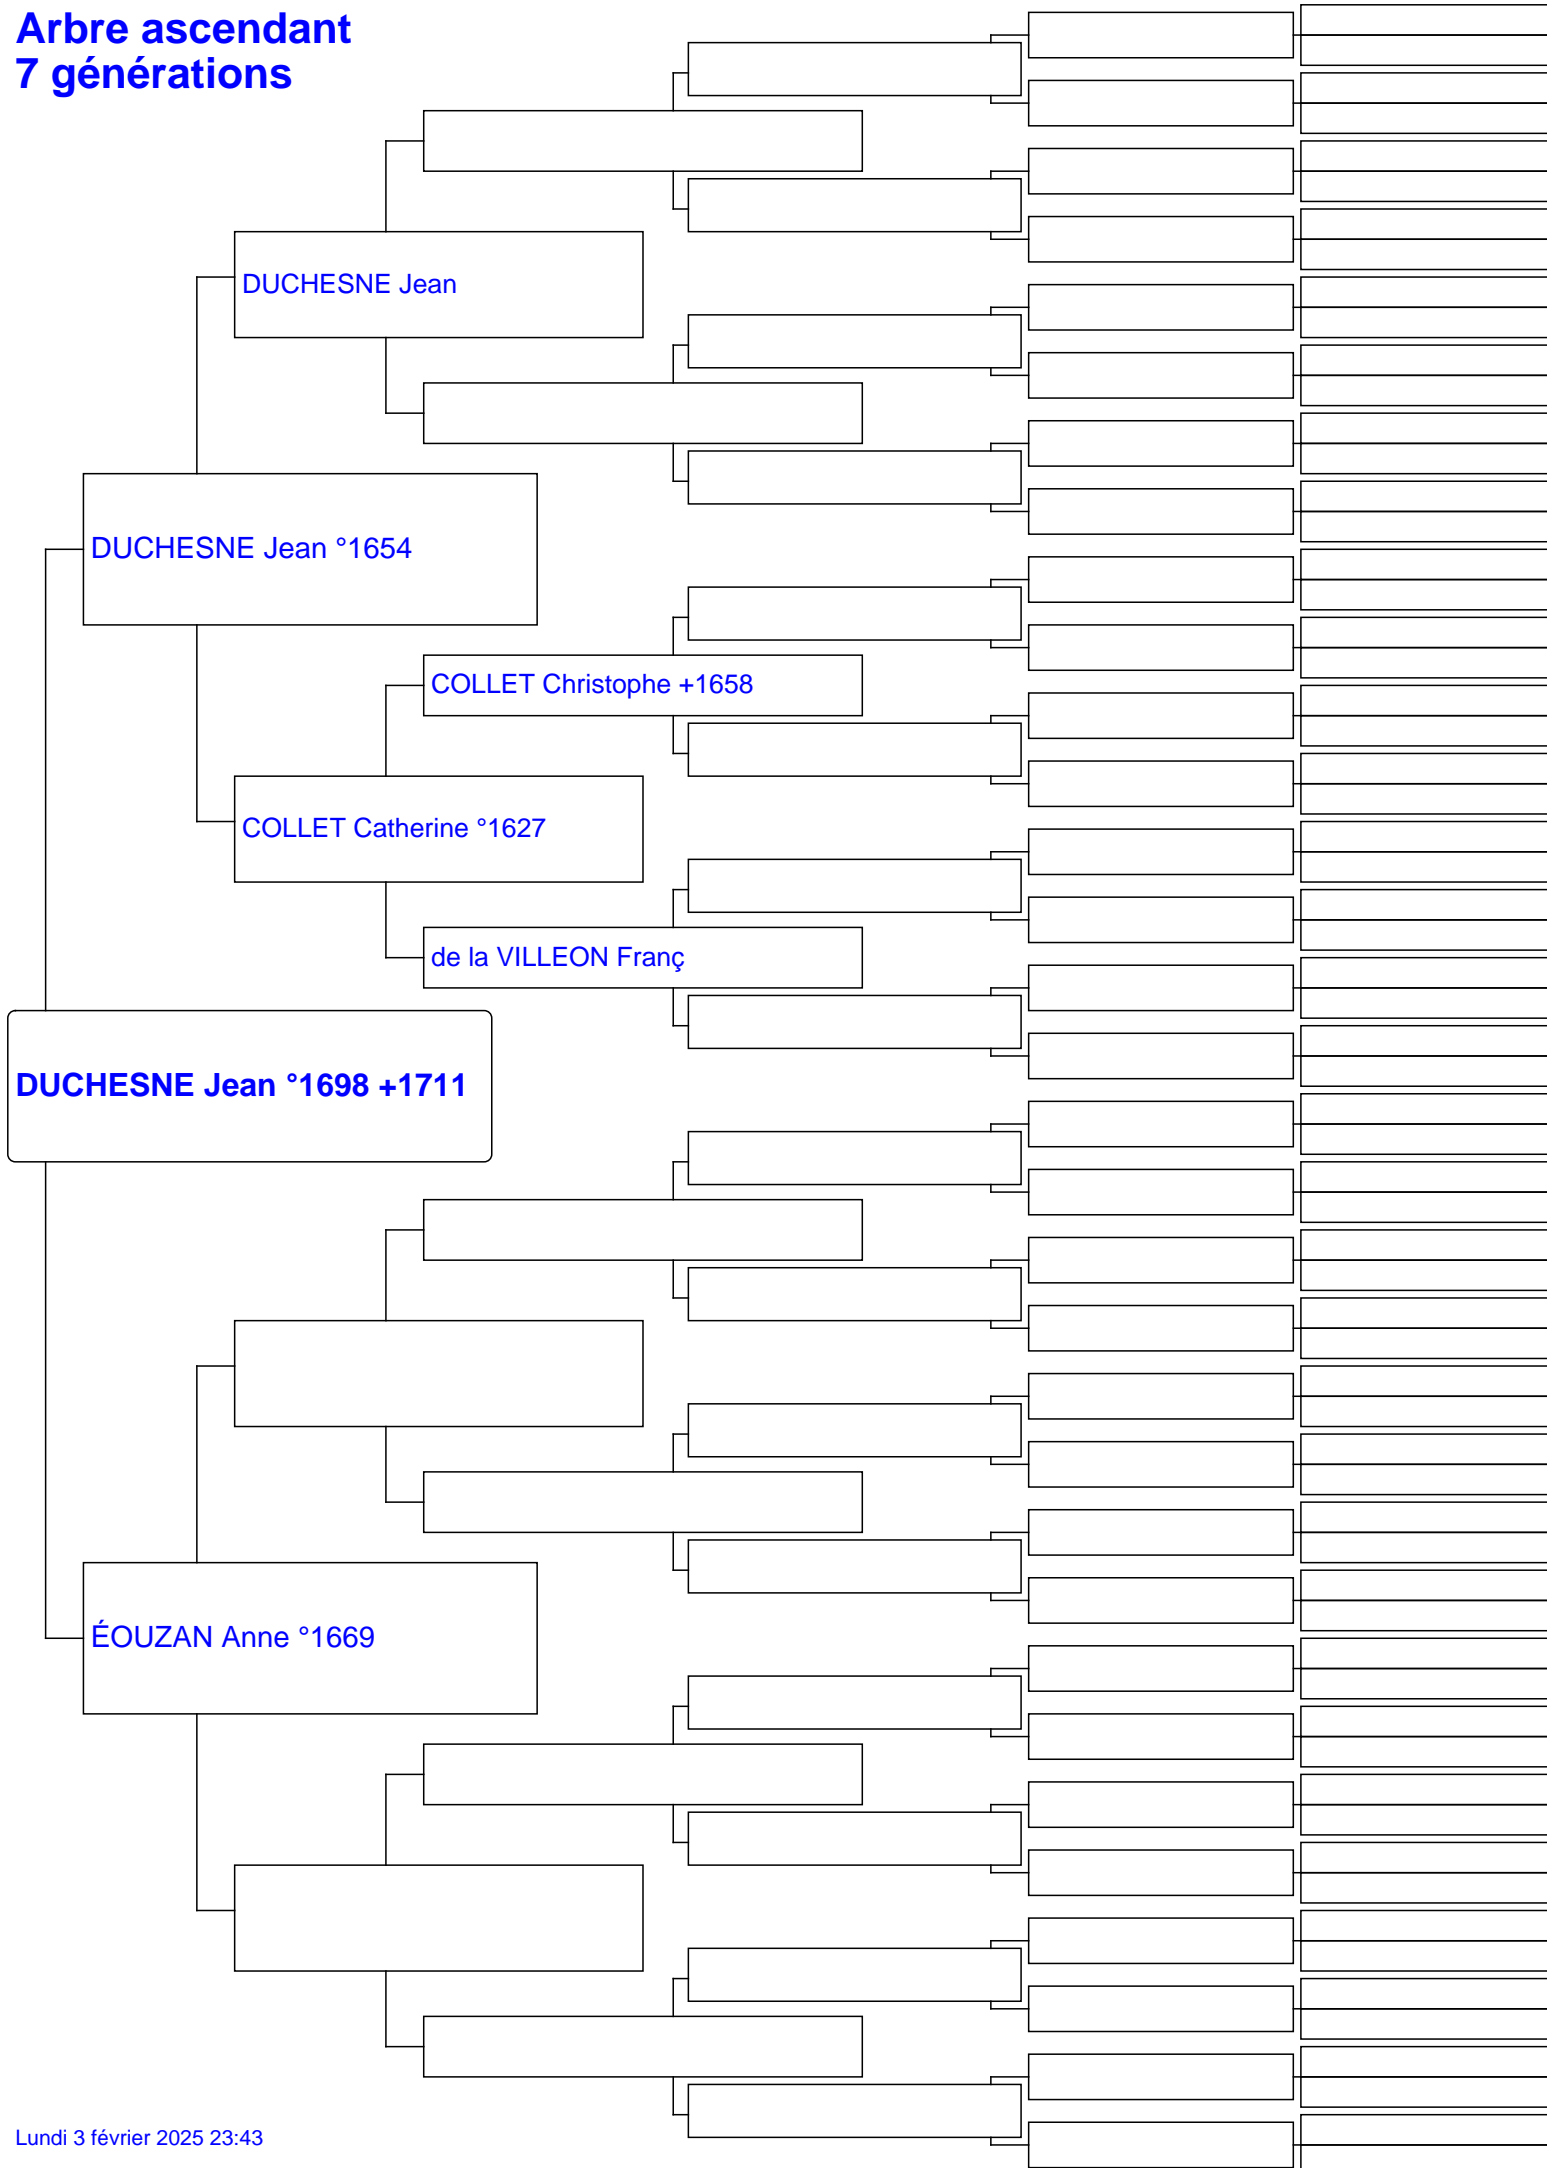 Arbre ascendant
7 générations
DUCHESNE Jean
DUCHESNE Jean °1654
COLLET Christophe +1658
COLLET Catherine °1627
de la VILLEON Franç
DUCHESNE Jean °1698 +1711
ÉOUZAN Anne °1669
Lundi 3 février 2025 23:43